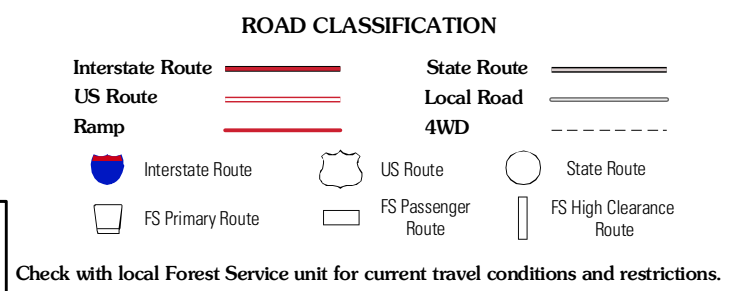 ROAD CLASSIFICATION
Interstate Route
State Route
US Route
Local Road
Ramp
4WD
Interstate Route
US Route
State Route
FS Primary Route
FS Passenger
Route
FS High Clearance
Route
Check with local Forest Service unit for current travel conditions and restrictions.